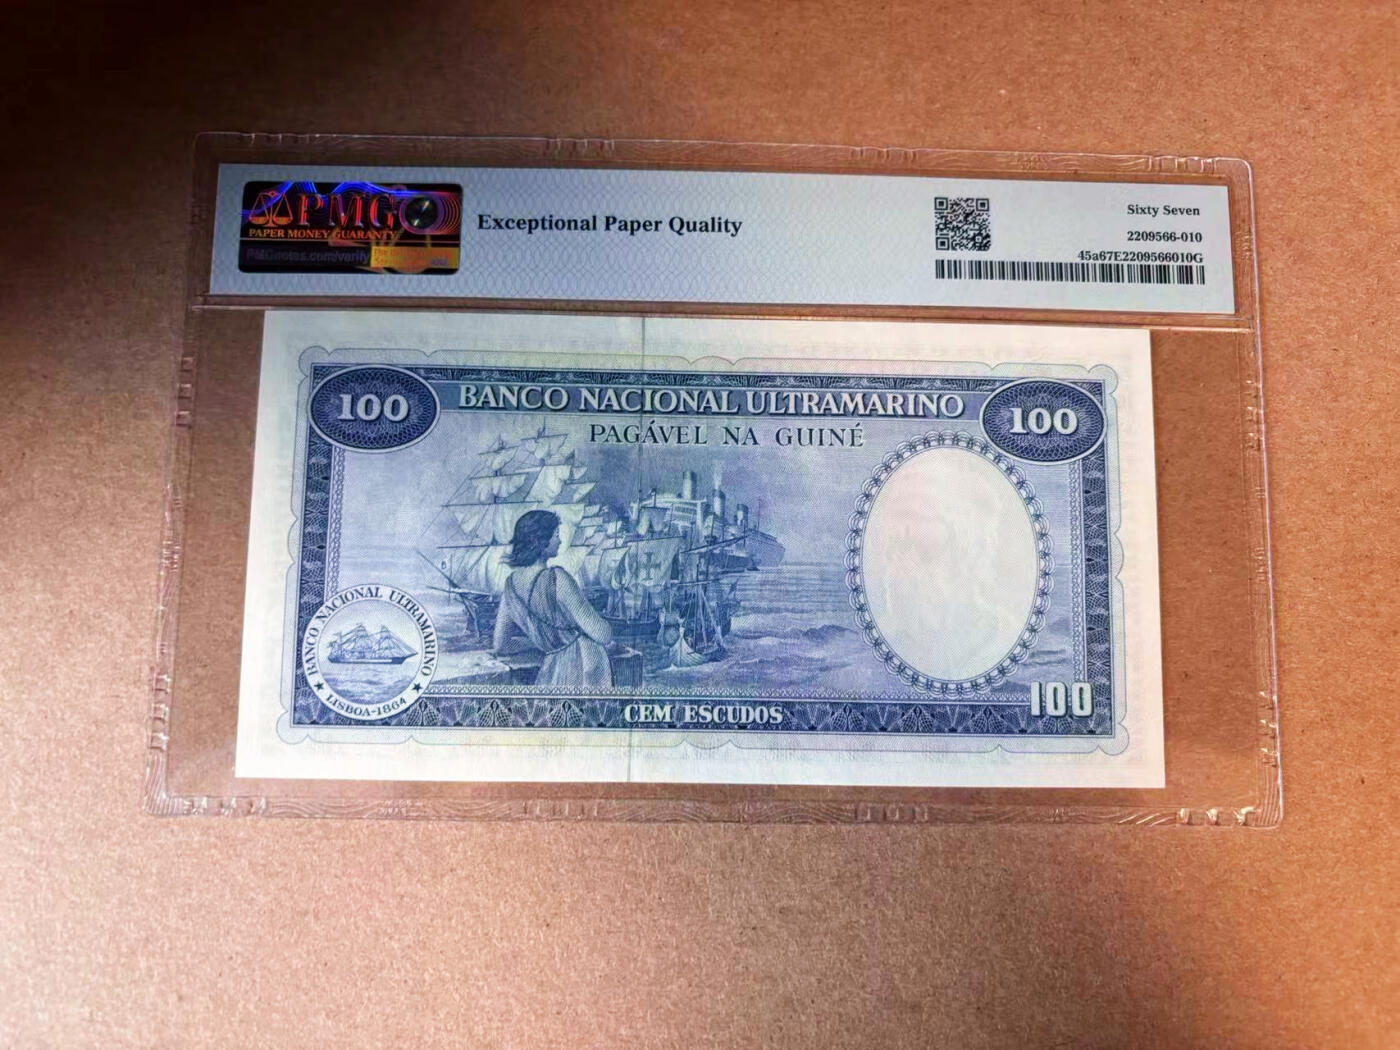 PMG
PAPER MONEY GUARANTY
PMGnotes.com/verify
Exceptional Paper Quality
Sixty Seven
2209566-010
45a67E2209566010G
100
BANCO NACIONAL ULTRAMARINO
100
PAGÁVEL NA GUINÉ
BANCO NACIONAL ULTRAMARINO
LISBOA-1864
CEM ESCUDOS
100